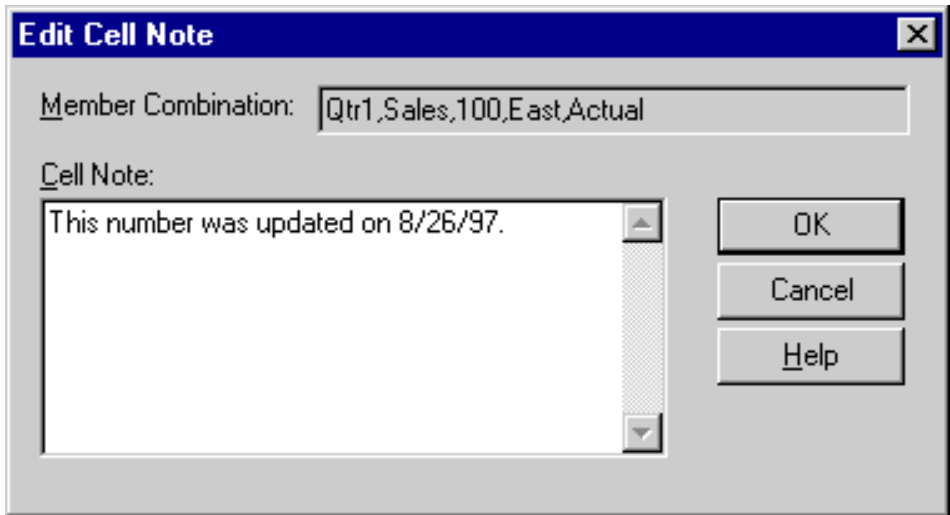 Edit Cell Note
Member Combination: Qtr1,Sales,100,East,Actual
Cell Note:
This number was updated on 8/26/97.
OK
Cancel
Help